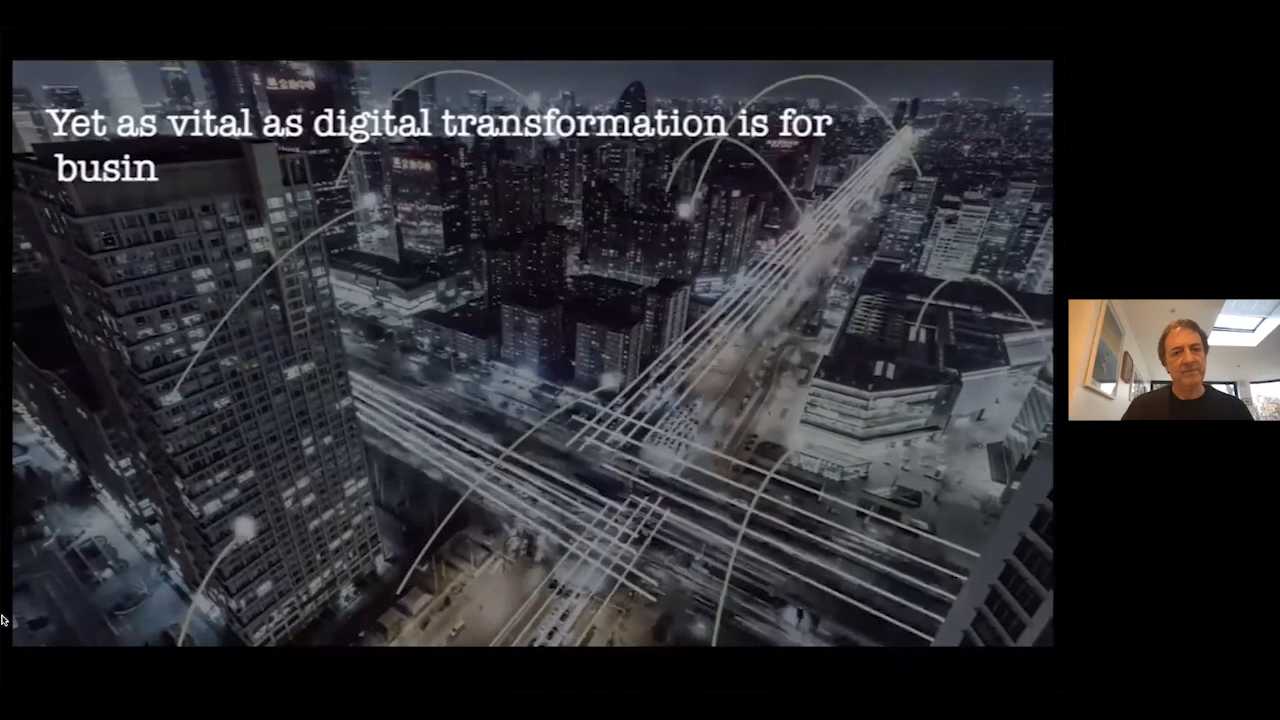 Yet as vital as digital transformation is for
busin